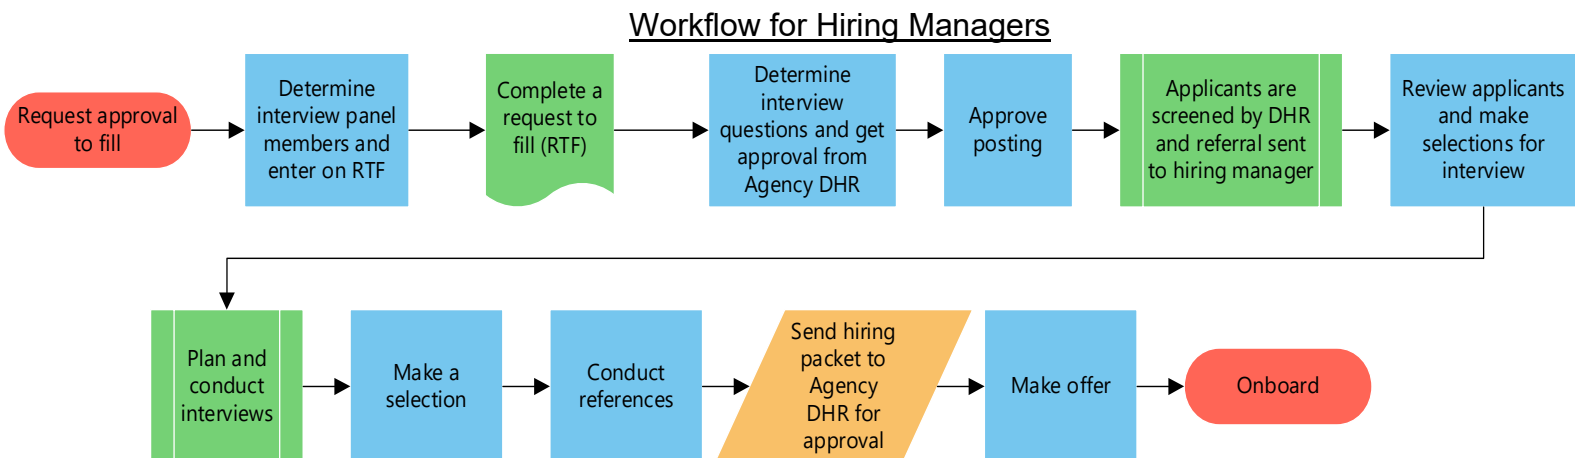 Workflow for Hiring Managers
Request approval
to fill
Determine
interview panel
members and
enter on RTF
Complete a
request to
fill (RTF)
Determine
interview
questions and get
approval from
Agency DHR
Approve
posting
Applicants are
screened by DHR
and referral sent
to hiring manager
Review applicants
and make
selections for
interview
Plan and
conduct
interviews
Make a
selection
Conduct
references
Send hiring
packet to
Agency
DHR for
approval
Make offer
Onboard